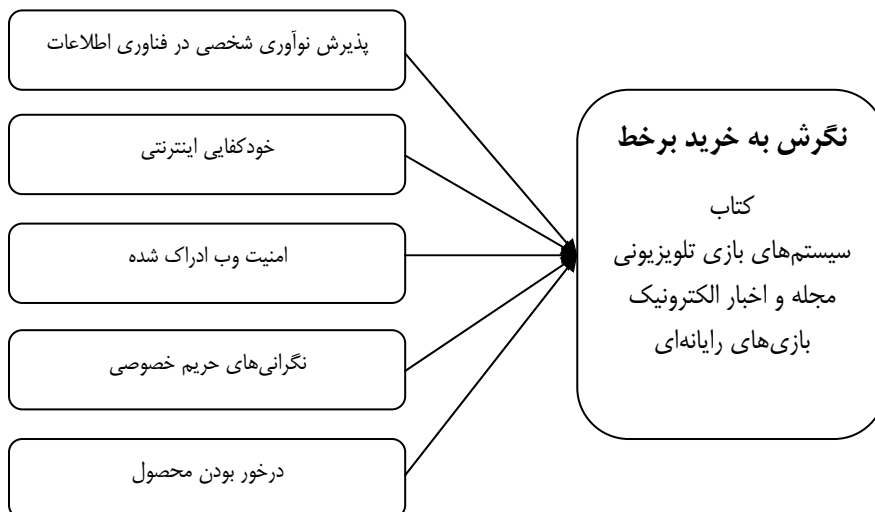 پذیرش نوآوری شخصی در فناوری اطلاعات
خودکفایی اینترنتی
امنیت وب ادراک شده
نگرانی‌های حریم خصوصی
درخور بودن محصول
نگرش به خرید برخط
کتاب
سیستم‌های بازی تلویزیونی
مجله و اخبار الکترونیک
بازی‌های رایانه‌ای